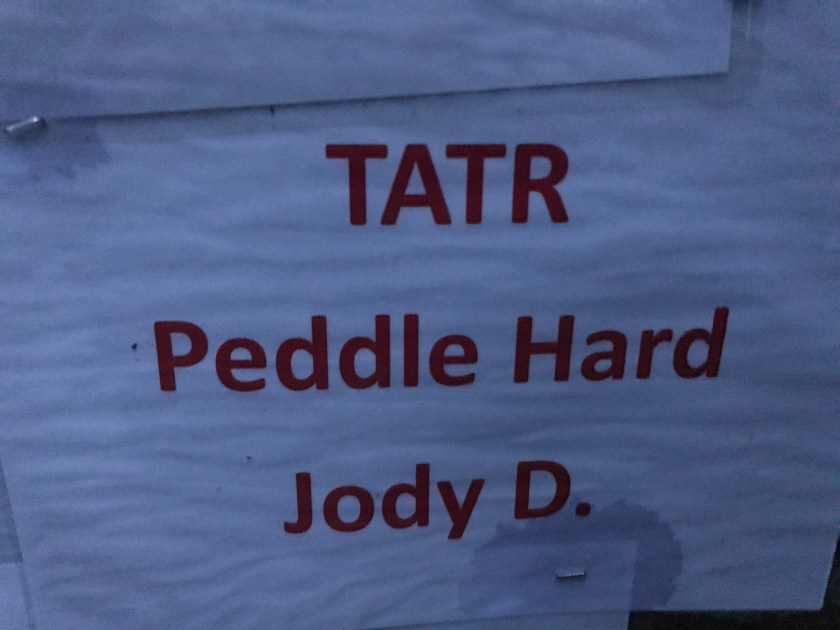 TATR
Peddle Hard
Jody D.